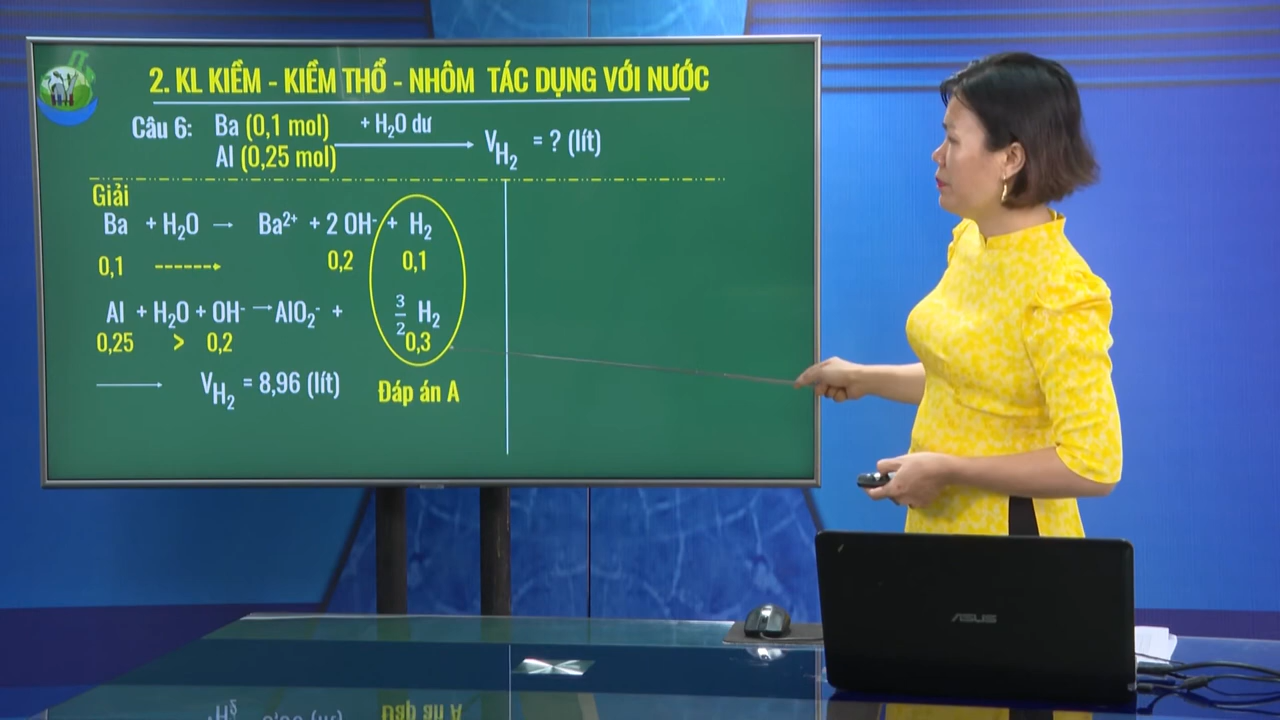 2. KL KIỀM - KIỀM THỔ - NHÔM TÁC DỤNG VỚI NƯỚC
Câu 6: Ba (0,1 mol) + H₂O dư V_H₂ = ? (lít)
Al (0,25 mol)
Giải
Ba + H₂O → Ba²⁺ + 2 OH⁻ + H₂
0,1 ------→ 0,2 0,1
Al + H₂O + OH⁻ → AlO₂⁻ + 3/2 H₂
0,25 > 0,2 0,3
→ V_H₂ = 8,96 (lít) Đáp án A
ASUS